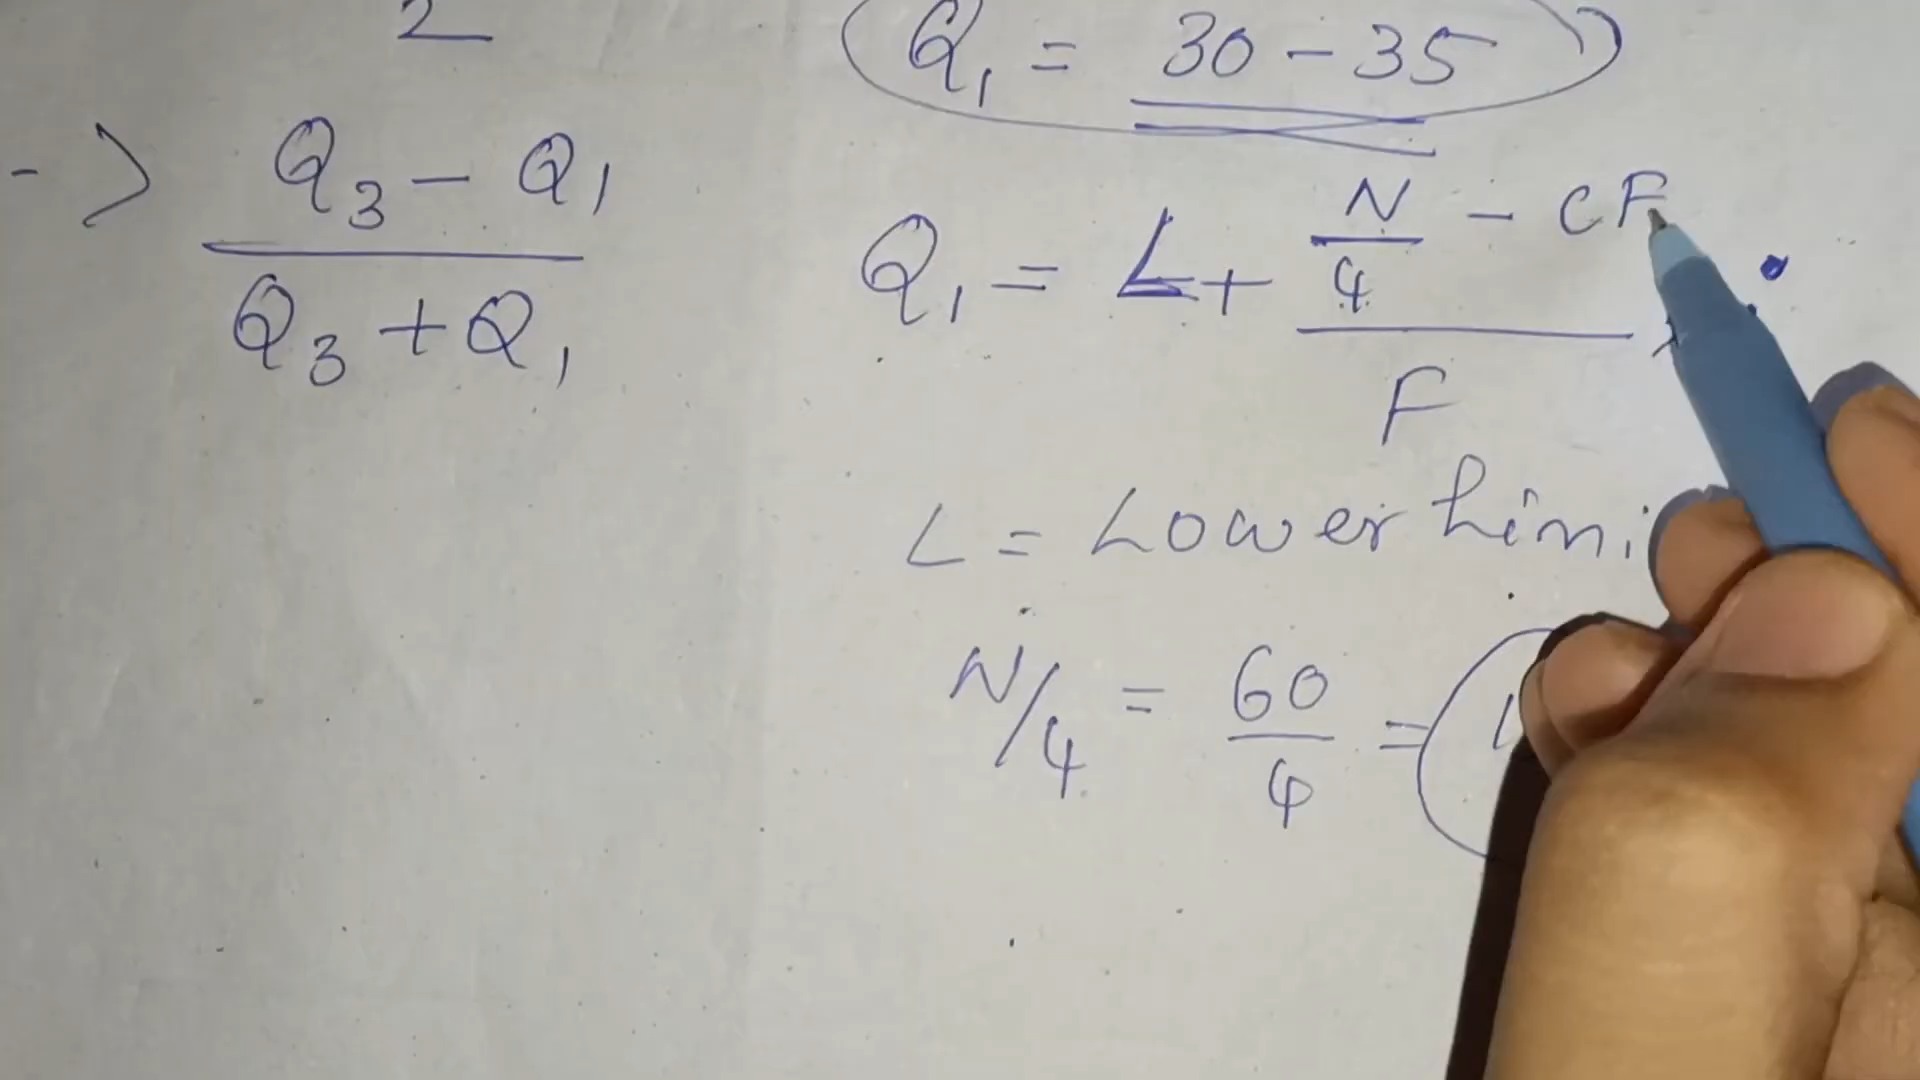 2
-> Q3 - Q1
Q3 + Q1
Q1 = 30 - 35
Q1 = L + N/4 - CF
F
L = Lower Limi
N/4 = 60/4 =